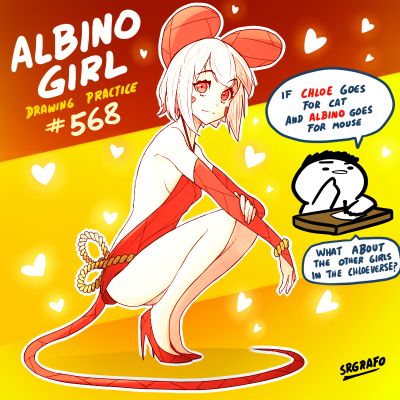 ALBINO
GIRL
DRAWING PRACTICE
#568
IF CHLOE GOES
FOR CAT
AND ALBINO GOES
FOR MOUSE
WHAT ABOUT
THE OTHER GIRLS
IN THE CHLOEVERSE?
SRGRAFO